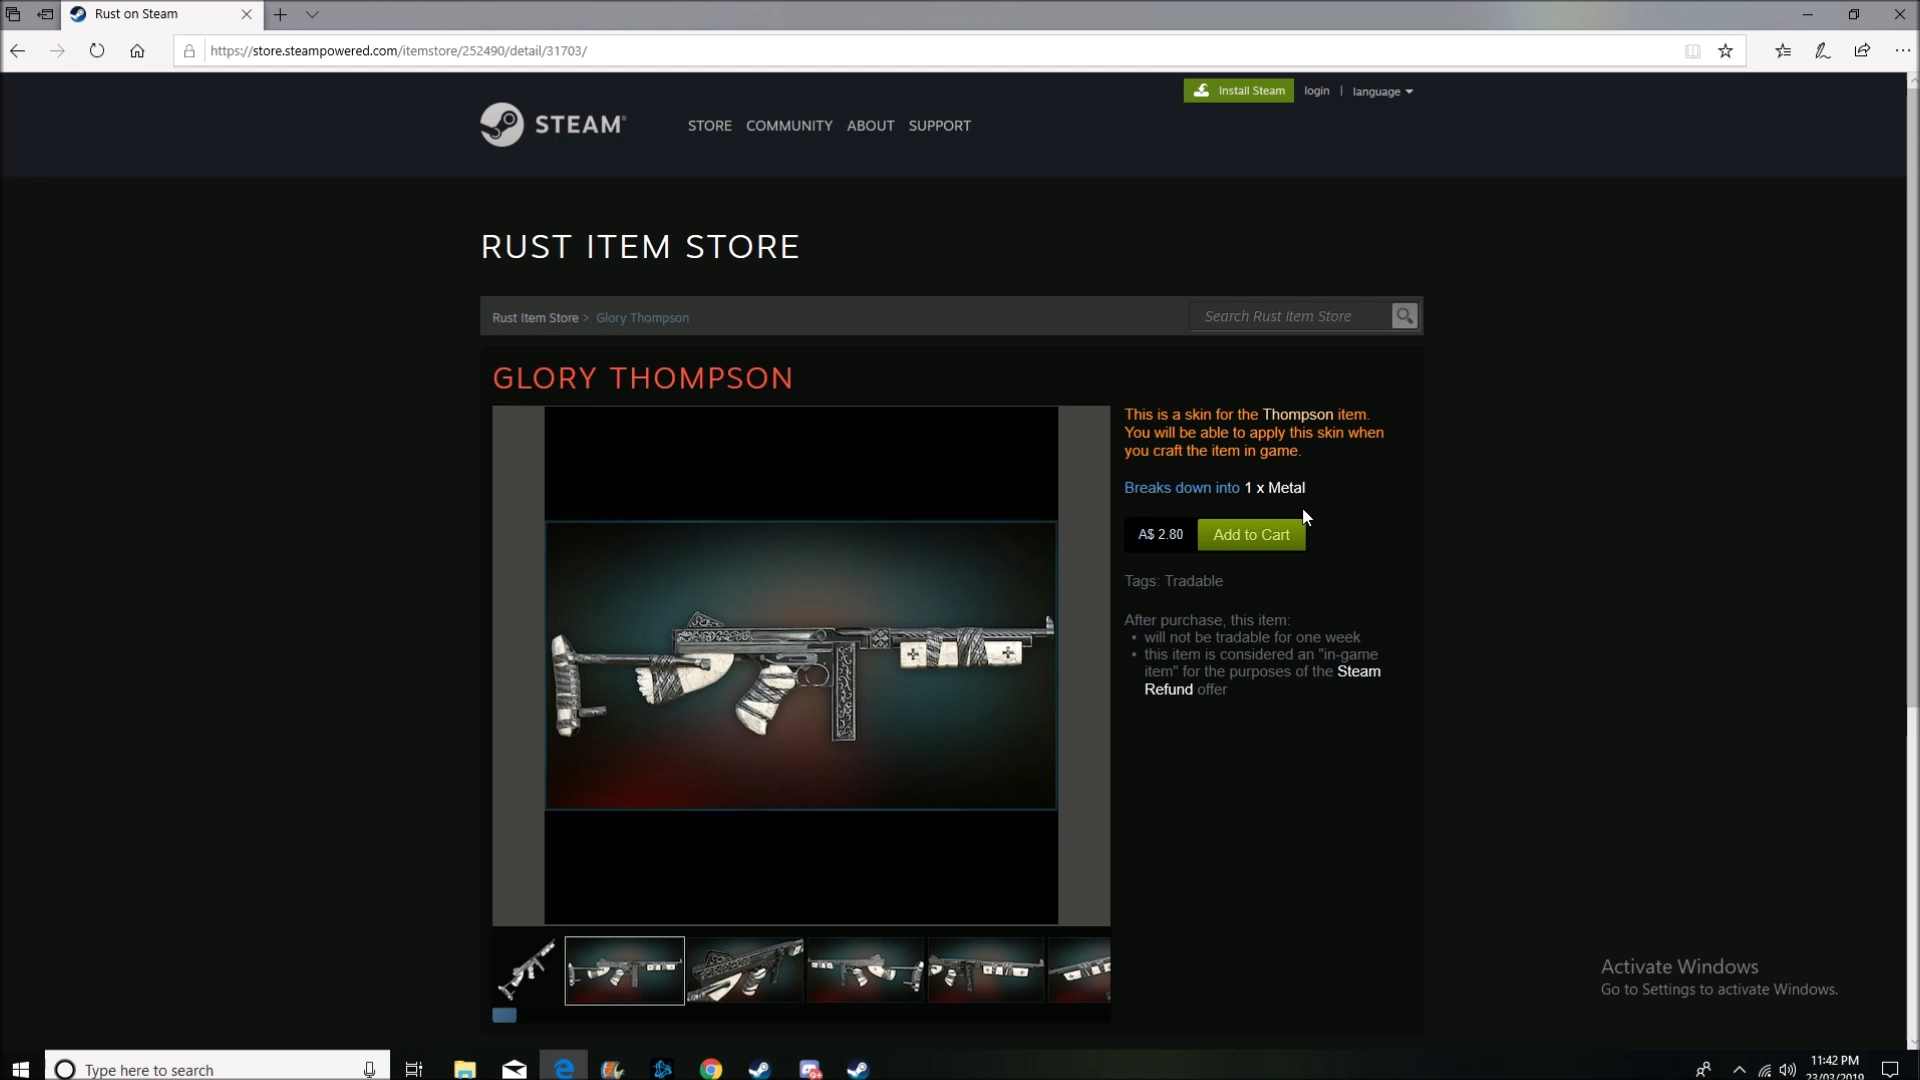 Rust on Steam
https://store.steampowered.com/itemstore/252490/detail/31703/
Install Steam
login
language
STEAM
STORE
COMMUNITY
ABOUT
SUPPORT
RUST ITEM STORE
Rust Item Store > Glory Thompson
Search Rust Item Store
GLORY THOMPSON
This is a skin for the Thompson item.
You will be able to apply this skin when
you craft the item in game.
Breaks down into 1 x Metal
A$ 2.80
Add to Cart
Tags: Tradable
After purchase, this item:
• will not be tradable for one week
• this item is considered an "in-game
item" for the purposes of the Steam
Refund offer
Activate Windows
Go to Settings to activate Windows.
Type here to search
11:42 PM
23/03/2019